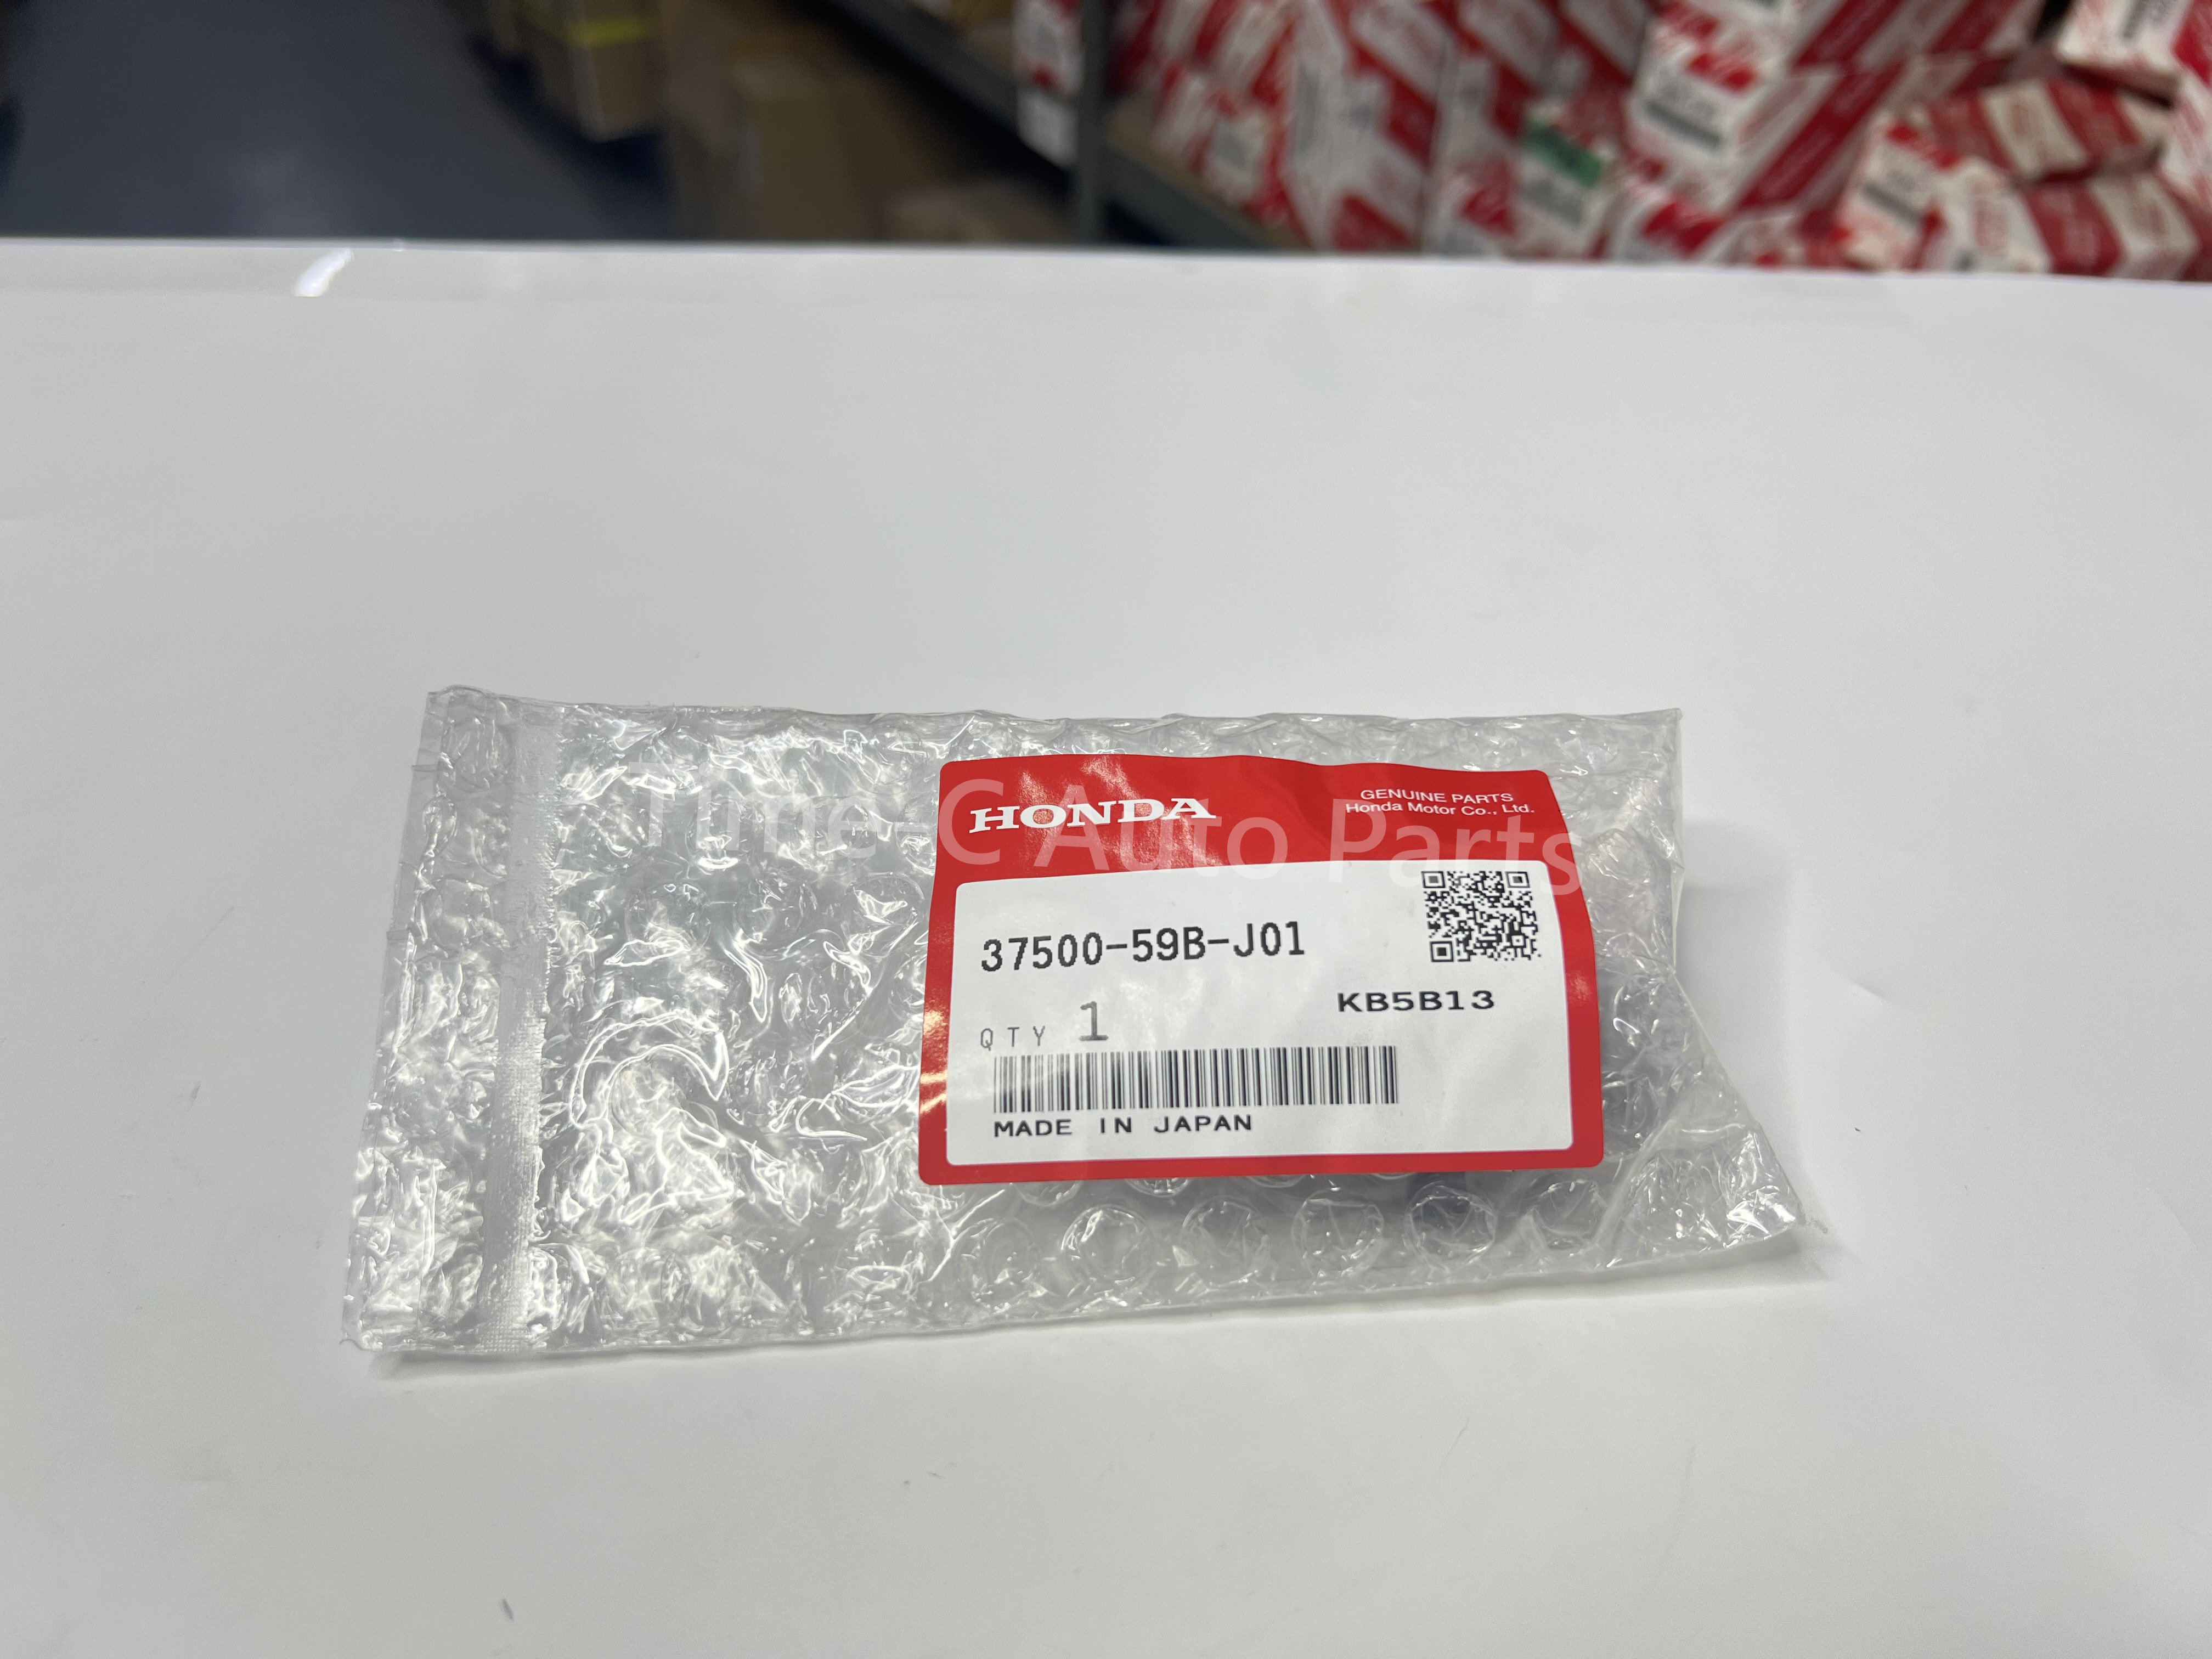 HONDA
GENUINE PARTS
Honda Motor Co., Ltd.
Time-C Auto Parts
37500-59B-J01
KB5B13
QTY 1
MADE IN JAPAN